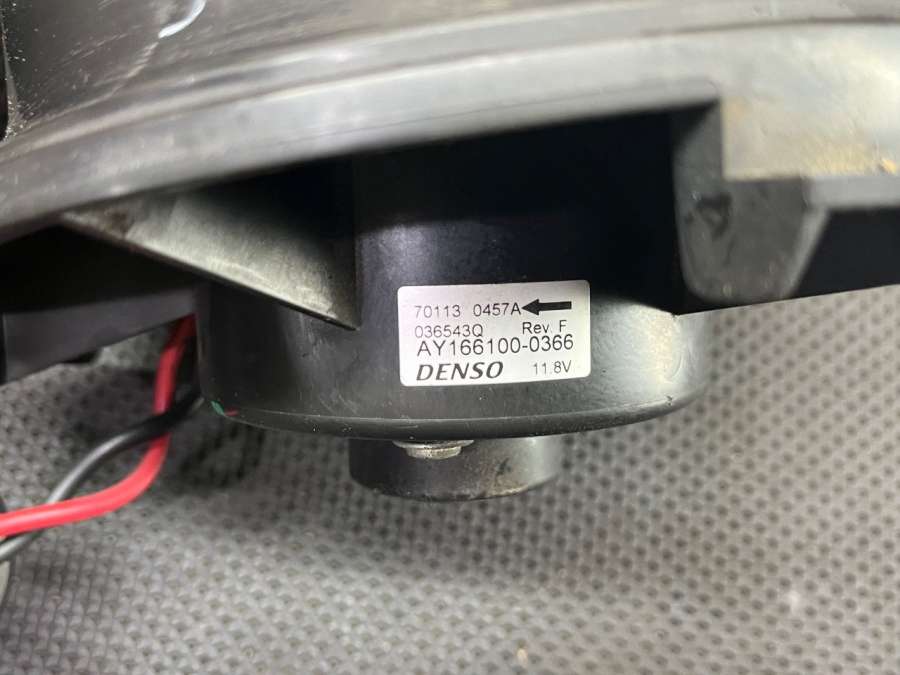 70113 0457A
036543Q Rev. F
AY166100-0366
DENSO 11.8V